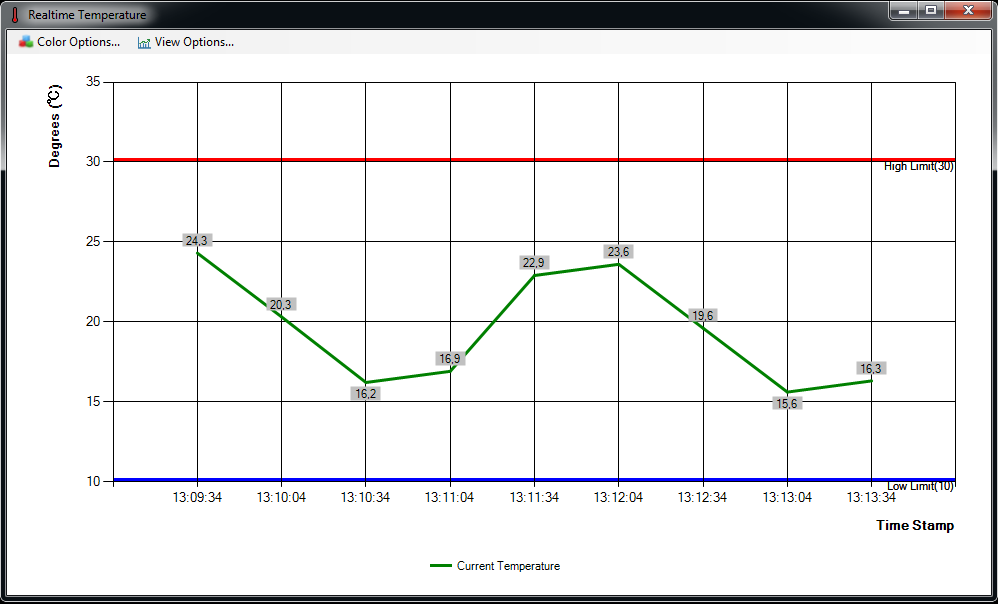 Realtime Temperature
Color Options... View Options...
Degrees (℃)
35
30
High Limit(30)
25
24.3
23.6
22.9
20.3
20
19.6
16.9
16.3
16.2
15
15.6
10
Low Limit(10)
13:09:34 13:10:04 13:10:34 13:11:04 13:11:34 13:12:04 13:12:34 13:13:04 13:13:34
Time Stamp
Current Temperature